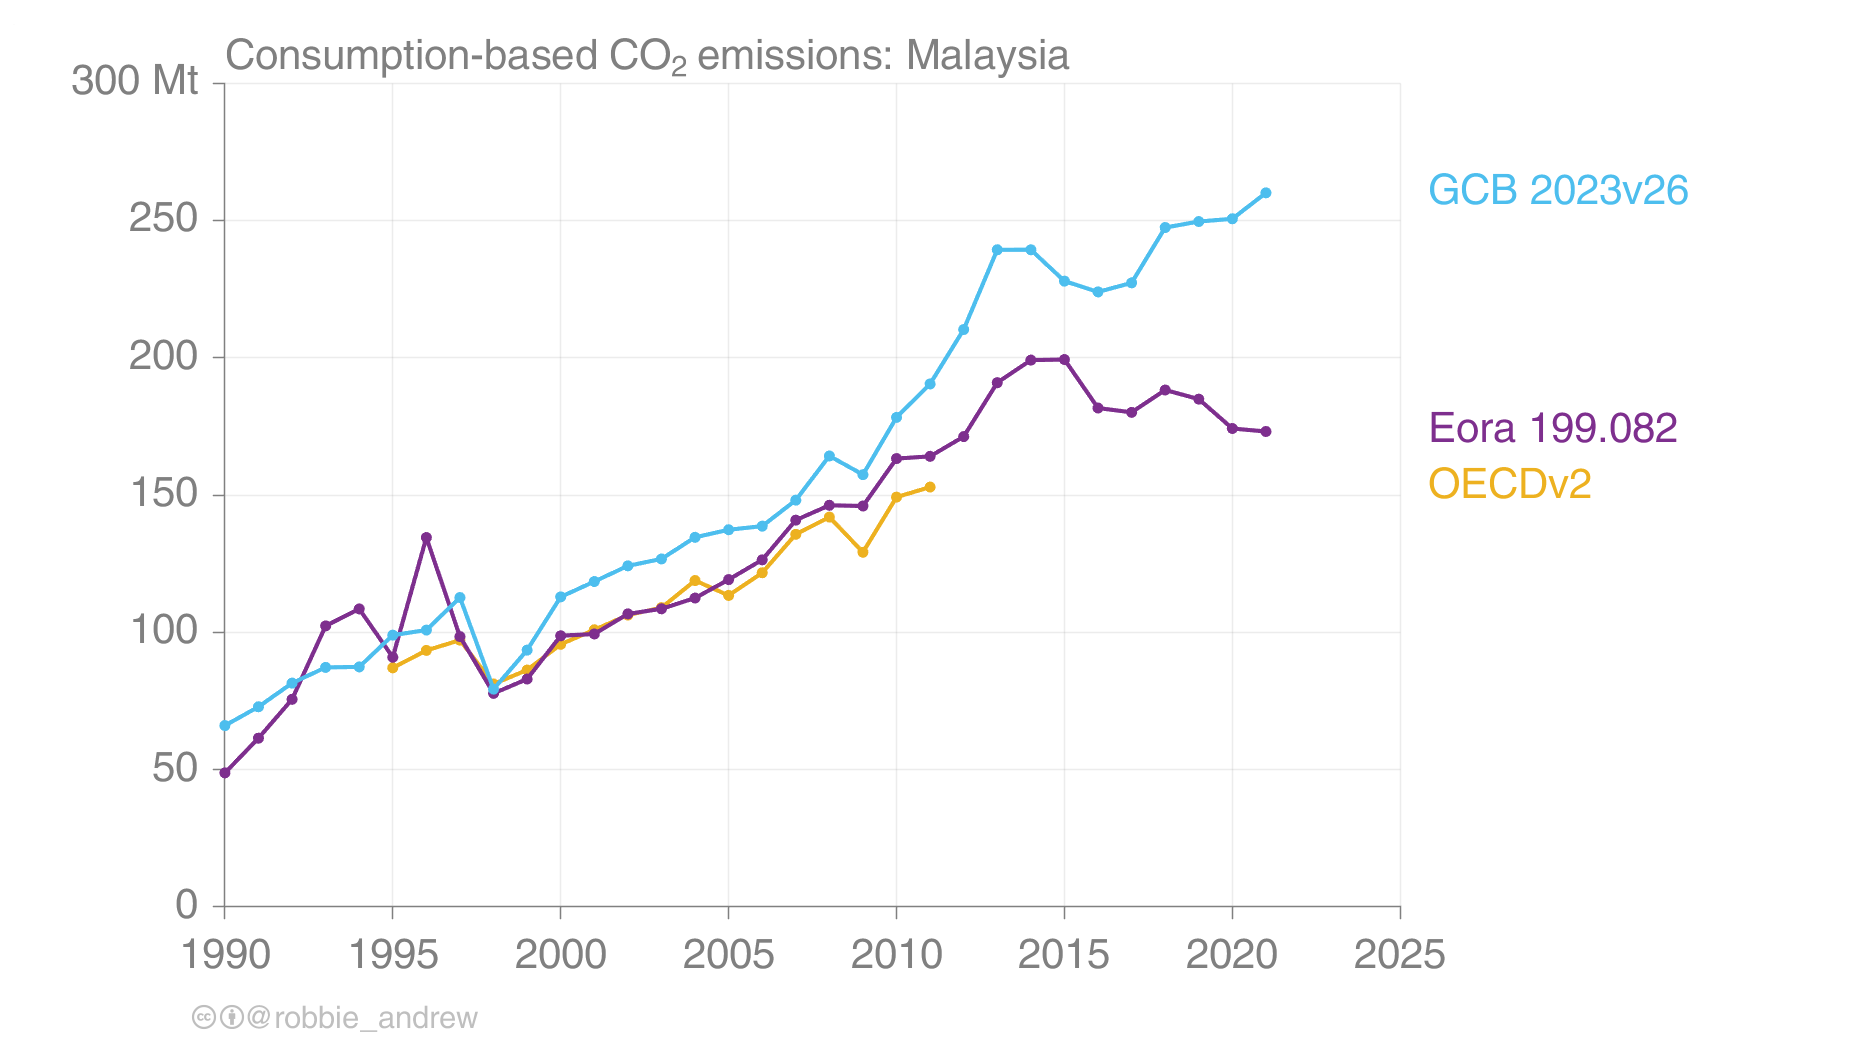 Consumption-based CO₂ emissions: Malaysia
300 Mt
250
200
150
100
50
0
1990 1995 2000 2005 2010 2015 2020 2025
GCB 2023v26
Eora 199.082
OECDv2
@robbie_andrew